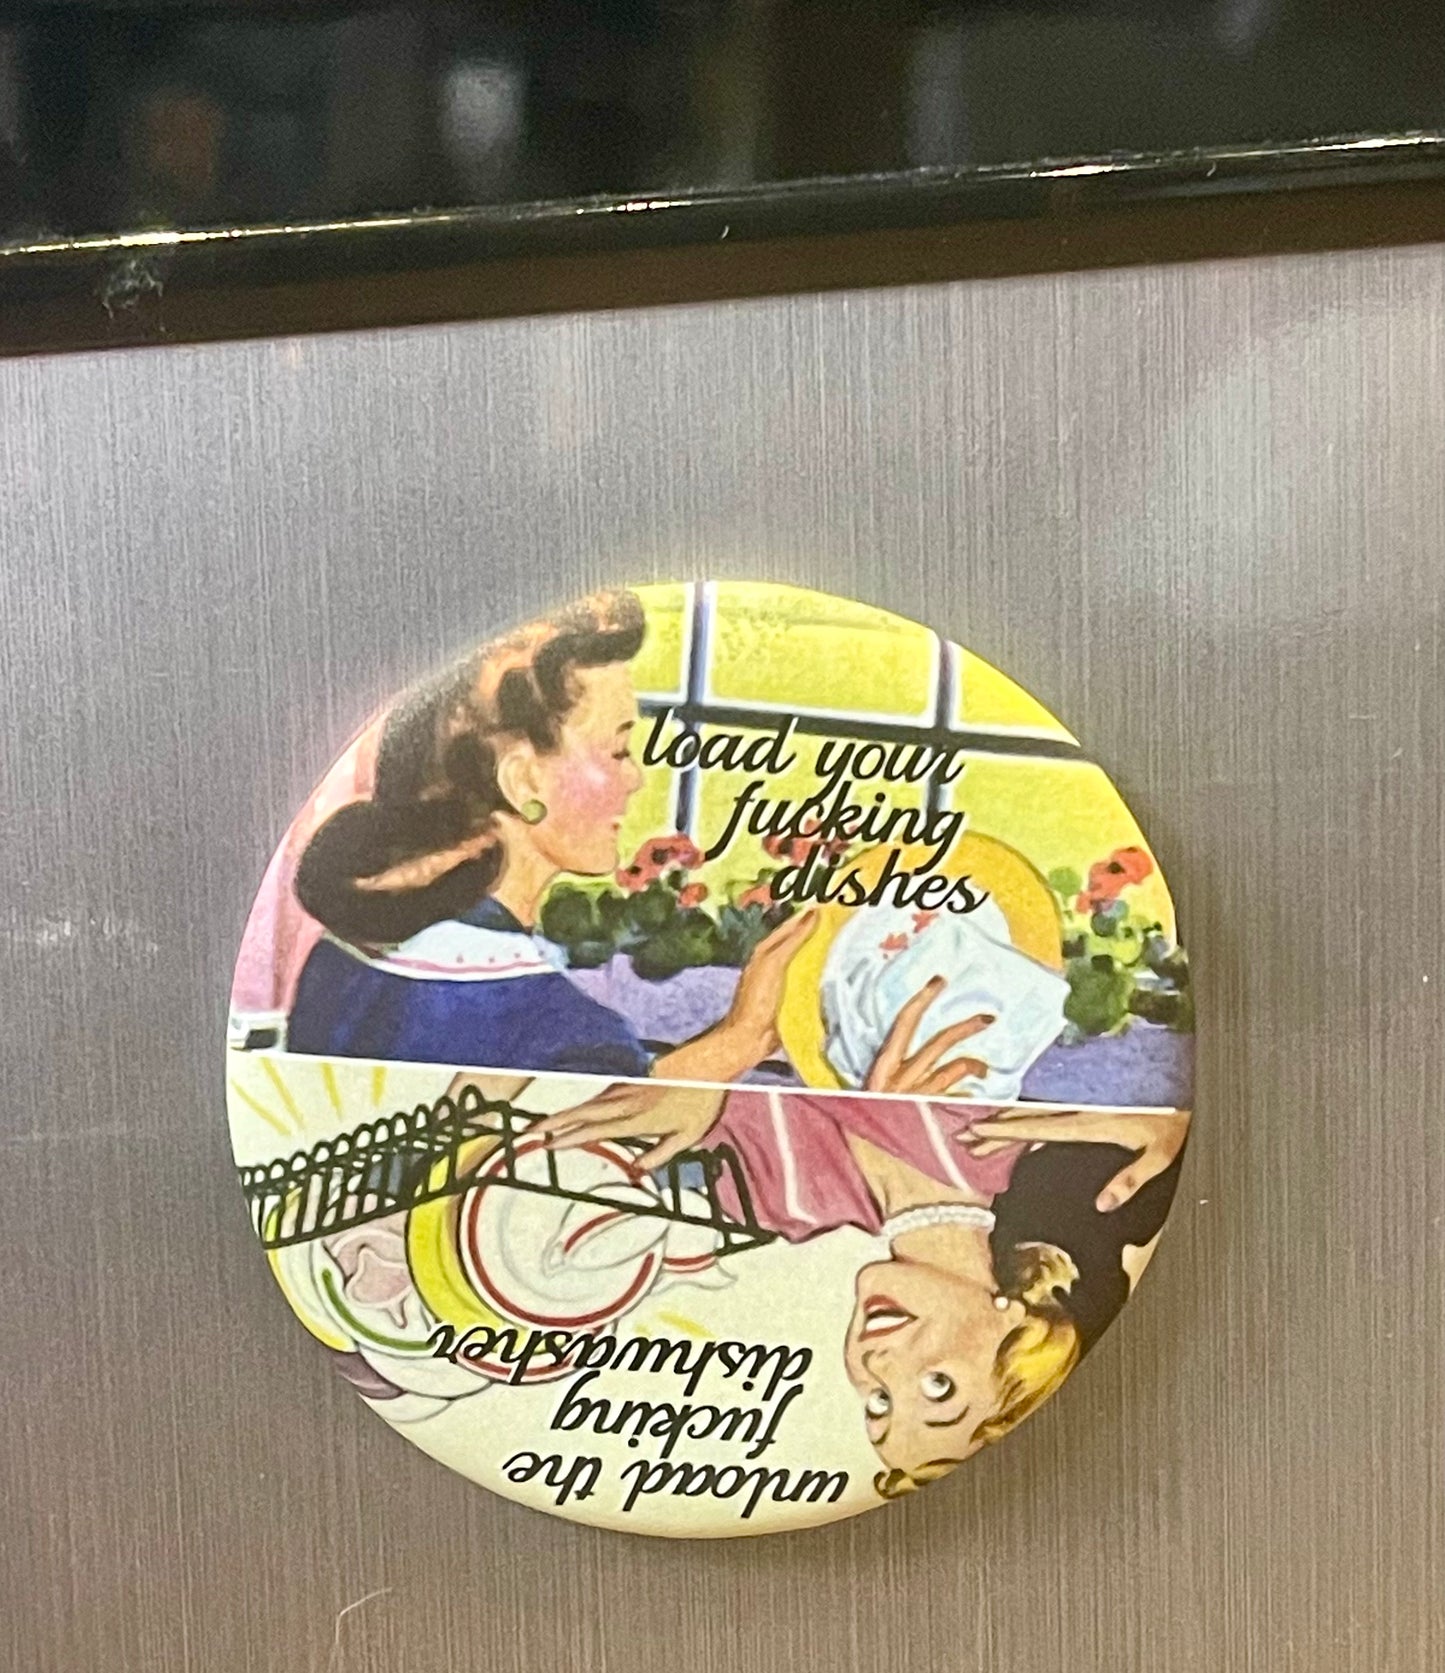 load your
fucking
dishes
unload the
fucking
dishwasher